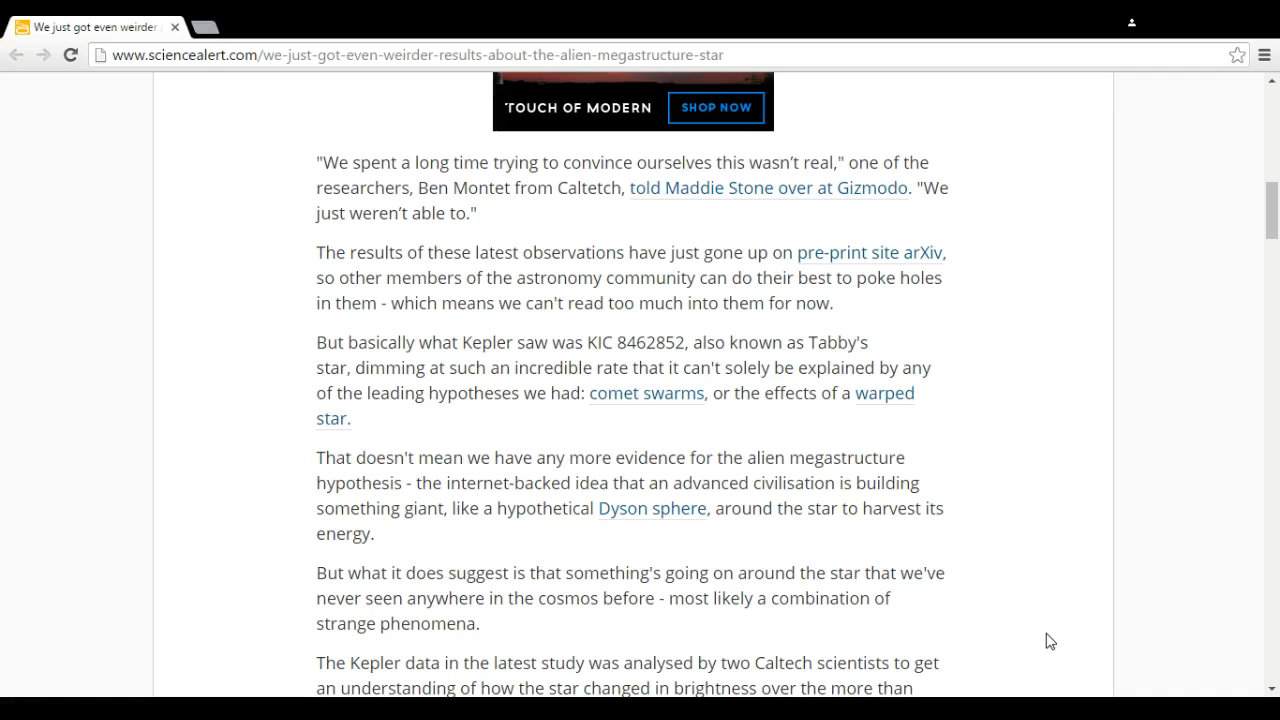 We just got even weirder
www.sciencealert.com/we-just-got-even-weirder-results-about-the-alien-megastructure-star
TOUCH OF MODERN SHOP NOW
"We spent a long time trying to convince ourselves this wasn’t real," one of the
researchers, Ben Montet from Caltetch, told Maddie Stone over at Gizmodo. "We
just weren’t able to."
The results of these latest observations have just gone up on pre-print site arXiv,
so other members of the astronomy community can do their best to poke holes
in them - which means we can't read too much into them for now.
But basically what Kepler saw was KIC 8462852, also known as Tabby's
star, dimming at such an incredible rate that it can't solely be explained by any
of the leading hypotheses we had: comet swarms, or the effects of a warped
star.
That doesn't mean we have any more evidence for the alien megastructure
hypothesis - the internet-backed idea that an advanced civilisation is building
something giant, like a hypothetical Dyson sphere, around the star to harvest its
energy.
But what it does suggest is that something's going on around the star that we've
never seen anywhere in the cosmos before - most likely a combination of
strange phenomena.
The Kepler data in the latest study was analysed by two Caltech scientists to get
an understanding of how the star changed in brightness over the more than